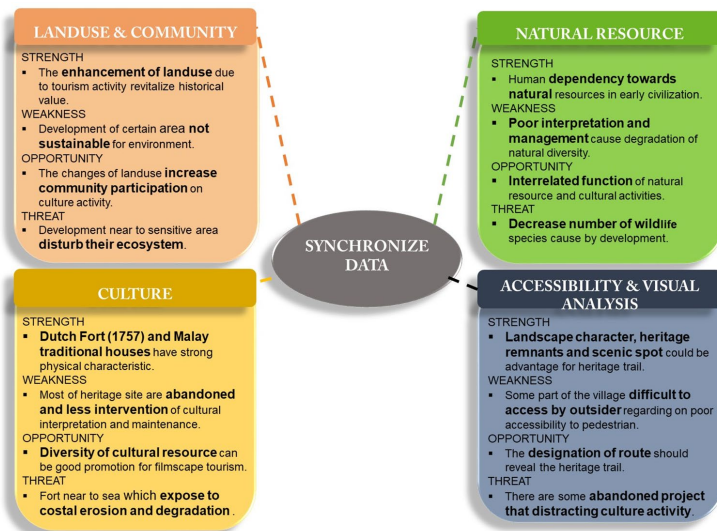 LANDUSE & COMMUNITY
STRENGTH
▪ The enhancement of landuse due
to tourism activity revitalize historical
value.
WEAKNESS
▪ Development of certain area not
sustainable for environment.
OPPORTUNITY
▪ The changes of landuse increase
community participation on
culture activity.
THREAT
▪ Development near to sensitive area
disturb their ecosystem.
NATURAL RESOURCE
STRENGTH
▪ Human dependency towards
natural resources in early civilization.
WEAKNESS
▪ Poor interpretation and
management cause degradation of
natural diversity.
OPPORTUNITY
▪ Interrelated function of natural
resource and cultural activities.
THREAT
▪ Decrease number of wildlife
species cause by development.
SYNCHRONIZE
DATA
CULTURE
STRENGTH
▪ Dutch Fort (1757) and Malay
traditional houses have strong
physical characteristic.
WEAKNESS
▪ Most of heritage site are abandoned
and less intervention of cultural
interpretation and maintenance.
OPPORTUNITY
▪ Diversity of cultural resource can
be good promotion for filmscape tourism.
THREAT
▪ Fort near to sea which expose to
costal erosion and degradation .
ACCESSIBILITY & VISUAL
ANALYSIS
STRENGTH
▪ Landscape character, heritage
remnants and scenic spot could be
advantage for heritage trail.
WEAKNESS
▪ Some part of the village difficult to
access by outsider regarding on poor
accessibility to pedestrian.
OPPORTUNITY
▪ The designation of route should
reveal the heritage trail.
THREAT
▪ There are some abandoned project
that distracting culture activity.